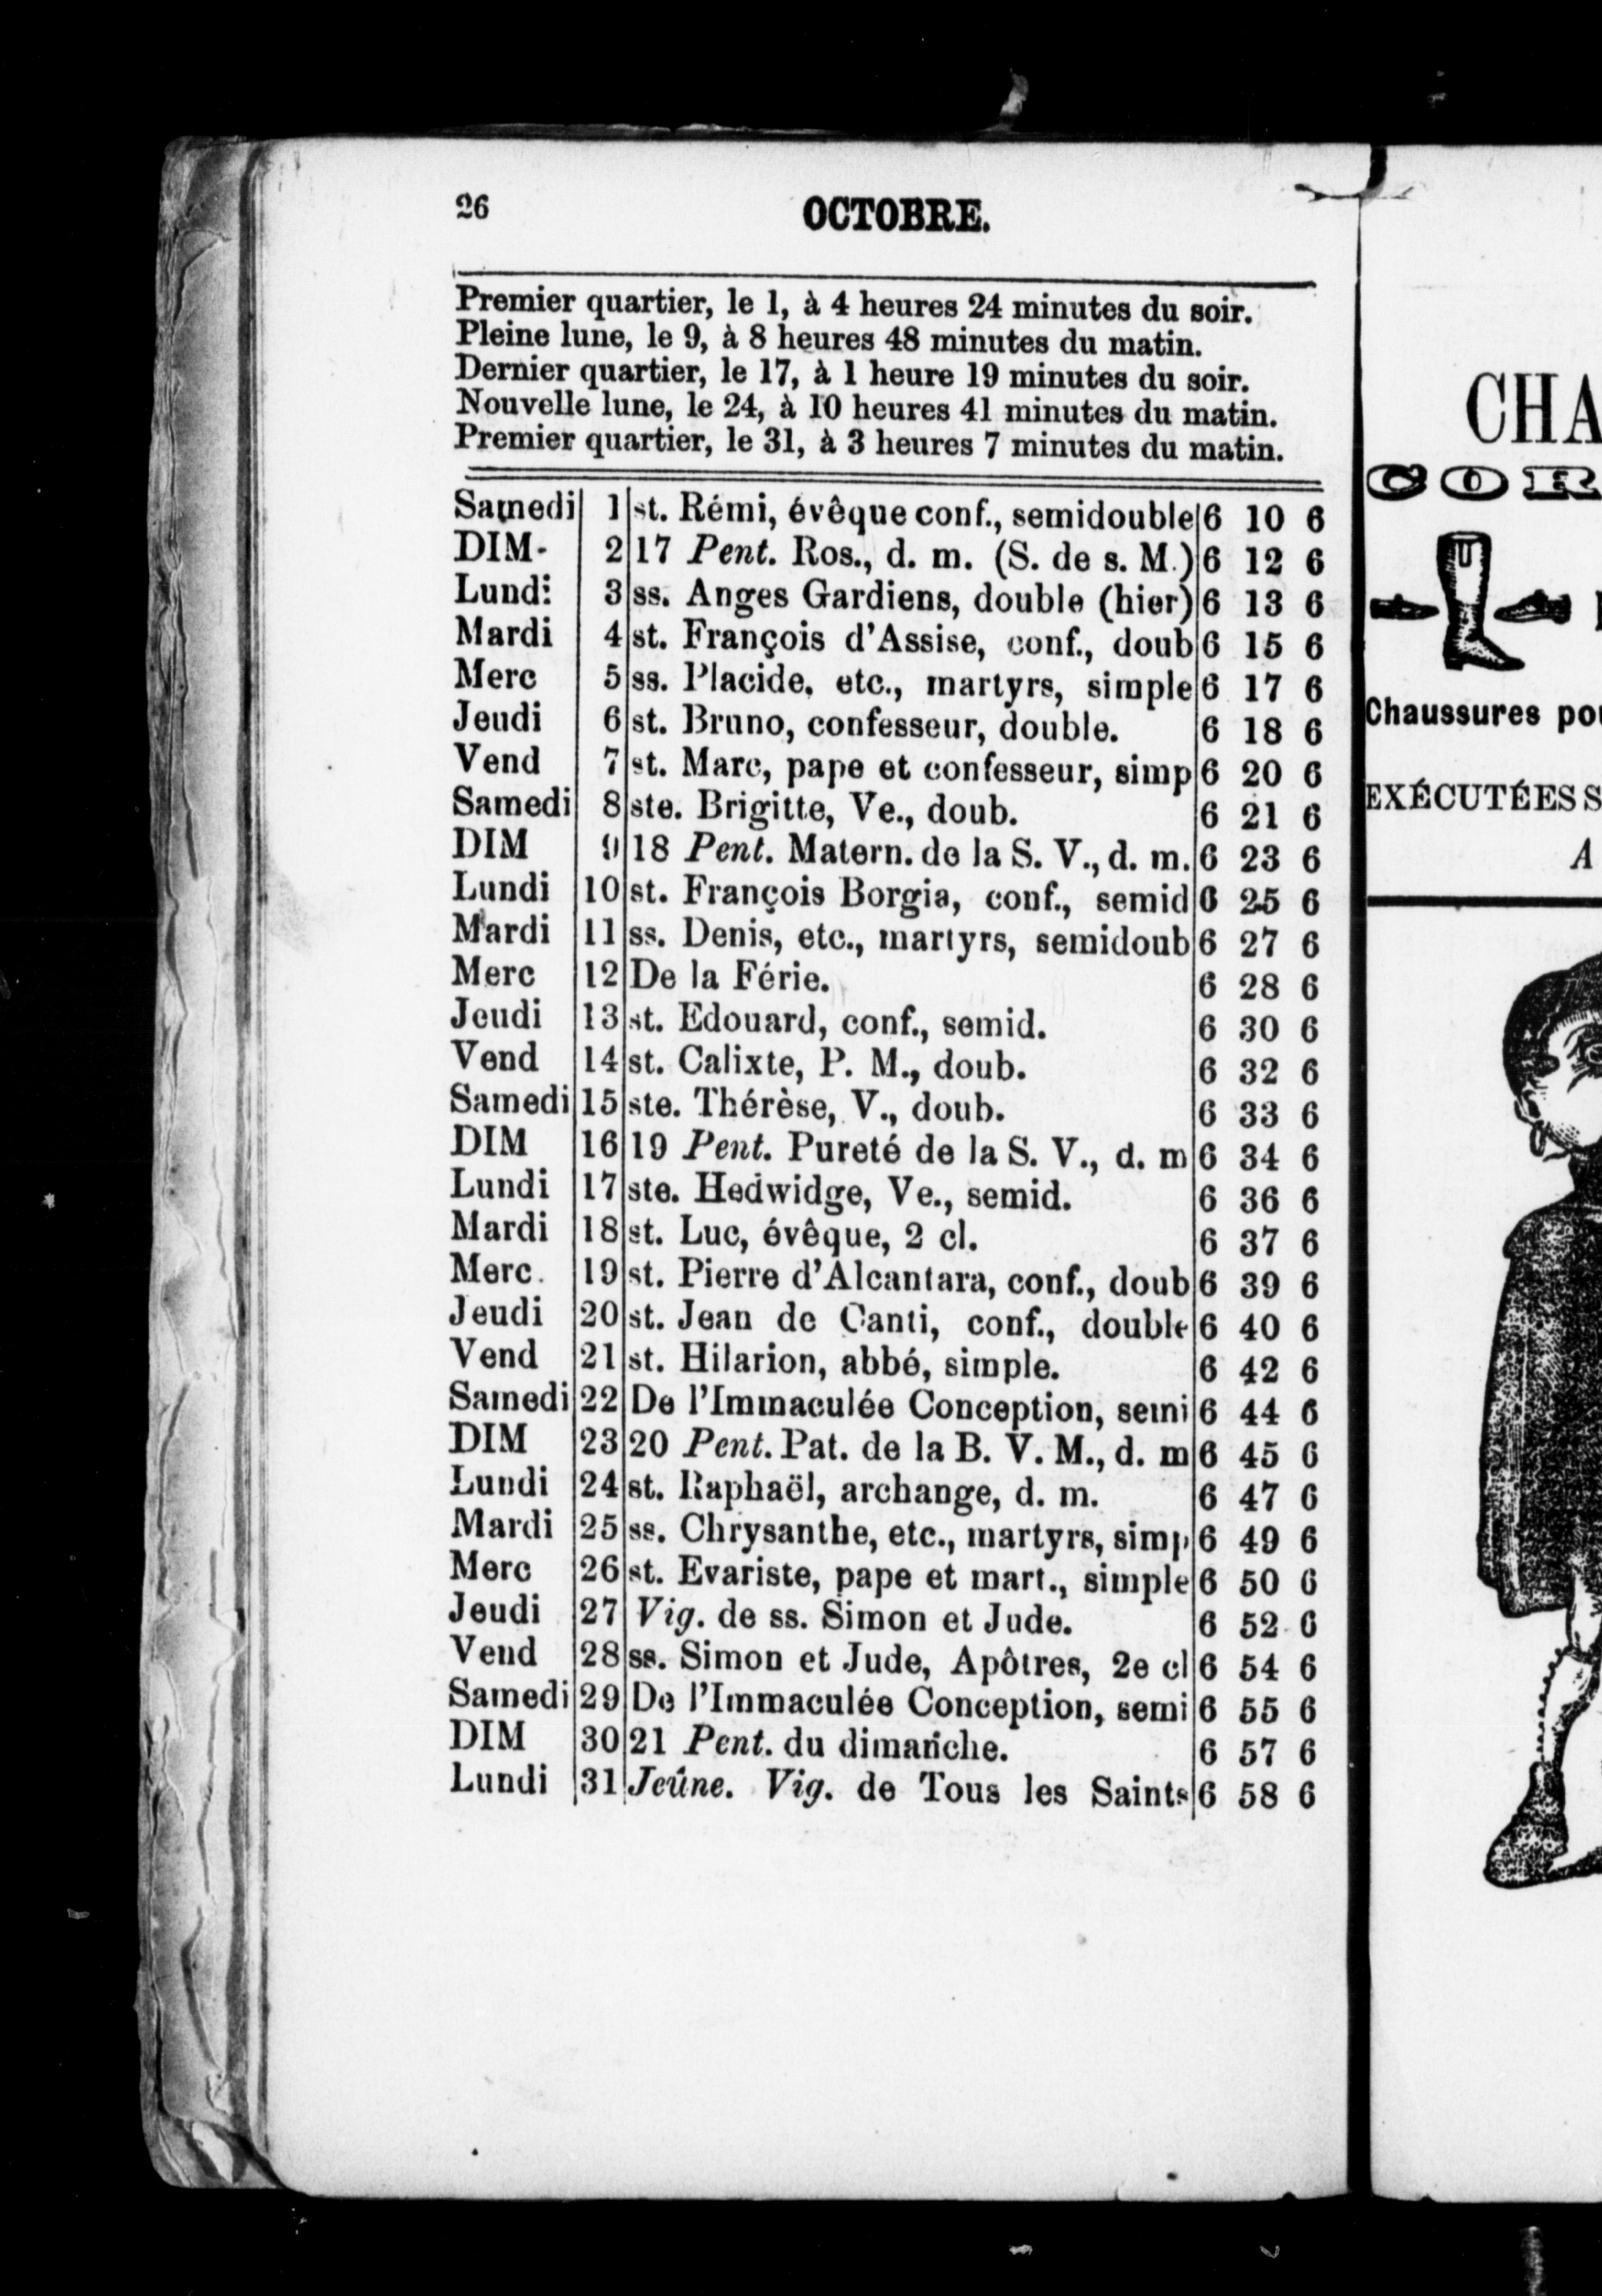 26
OCTOBRE.
Premier quartier, le 1, à 4 heures 24 minutes du soir.
Pleine lune, le 9, à 8 heures 48 minutes du matin.
Dernier quartier, le 17, à 1 heure 19 minutes du soir.
Nouvelle lune, le 24, à 10 heures 41 minutes du matin.
Premier quartier, le 31, à 3 heures 7 minutes du matin.
Samedi 1 st. Rémi, évêque conf., semidouble 6 10 6
DIM. 2 17 Pent. Ros., d. m. (S. de s. M.) 6 12 6
Lundi 3 ss. Anges Gardiens, double (hier) 6 13 6
Mardi 4 st. François d'Assise, conf., doub 6 15 6
Merc 5 ss. Placide, etc., martyrs, simple 6 17 6
Jeudi 6 st. Bruno, confesseur, double. 6 18 6
Vend 7 st. Marc, pape et confesseur, simp 6 20 6
Samedi 8 ste. Brigitte, Ve., doub. 6 21 6
DIM 9 18 Pent. Matern. de la S. V., d. m. 6 23 6
Lundi 10 st. François Borgia, conf., semid 6 25 6
Mardi 11 ss. Denis, etc., martyrs, semidoub 6 27 6
Merc 12 De la Férie. 6 28 6
Jeudi 13 st. Edouard, conf., semid. 6 30 6
Vend 14 st. Calixte, P. M., doub. 6 32 6
Samedi 15 ste. Thérèse, V., doub. 6 33 6
DIM 16 19 Pent. Pureté de la S. V., d. m 6 34 6
Lundi 17 ste. Hedwidge, Ve., semid. 6 36 6
Mardi 18 st. Luc, évêque, 2 cl. 6 37 6
Merc. 19 st. Pierre d'Alcantara, conf., doub 6 39 6
Jeudi 20 st. Jean de Canti, conf., double 6 40 6
Vend 21 st. Hilarion, abbé, simple. 6 42 6
Samedi 22 De l'Immaculée Conception, semi 6 44 6
DIM 23 20 Pent. Pat. de la B. V. M., d. m 6 45 6
Lundi 24 st. Raphaël, archange, d. m. 6 47 6
Mardi 25 ss. Chrysanthe, etc., martyrs, simp 6 49 6
Merc 26 st. Evariste, pape et mart., simple 6 50 6
Jeudi 27 Vig. de ss. Simon et Jude. 6 52 6
Vend 28 ss. Simon et Jude, Apôtres, 2e cl 6 54 6
Samedi 29 De l'Immaculée Conception, semi 6 55 6
DIM 30 21 Pent. du dimanche. 6 57 6
Lundi 31 Jeûne. Vig. de Tous les Saints 6 58 6
CHA
COR
Chaussures pou
EXÉCUTÉES S
A